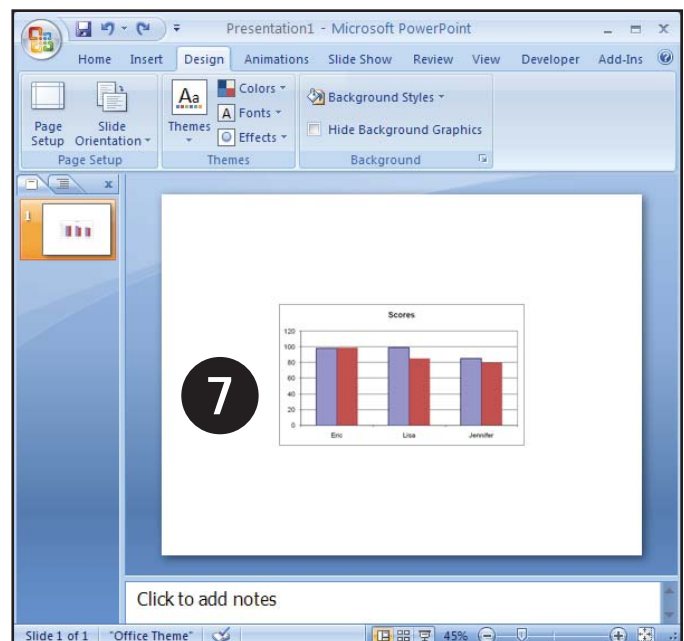 Presentation1 - Microsoft PowerPoint
Home Insert Design Animations Slide Show Review View Developer Add-Ins
Page Setup
Slide Orientation
Aa
Themes
Colors
A Fonts
Effects
Background Styles
Hide Background Graphics
Page Setup Themes Background
1
Scores
120
100
80
60
40
20
0
Eric Lisa Jennifer
7
Click to add notes
Slide 1 of 1 "Office Theme" 45%